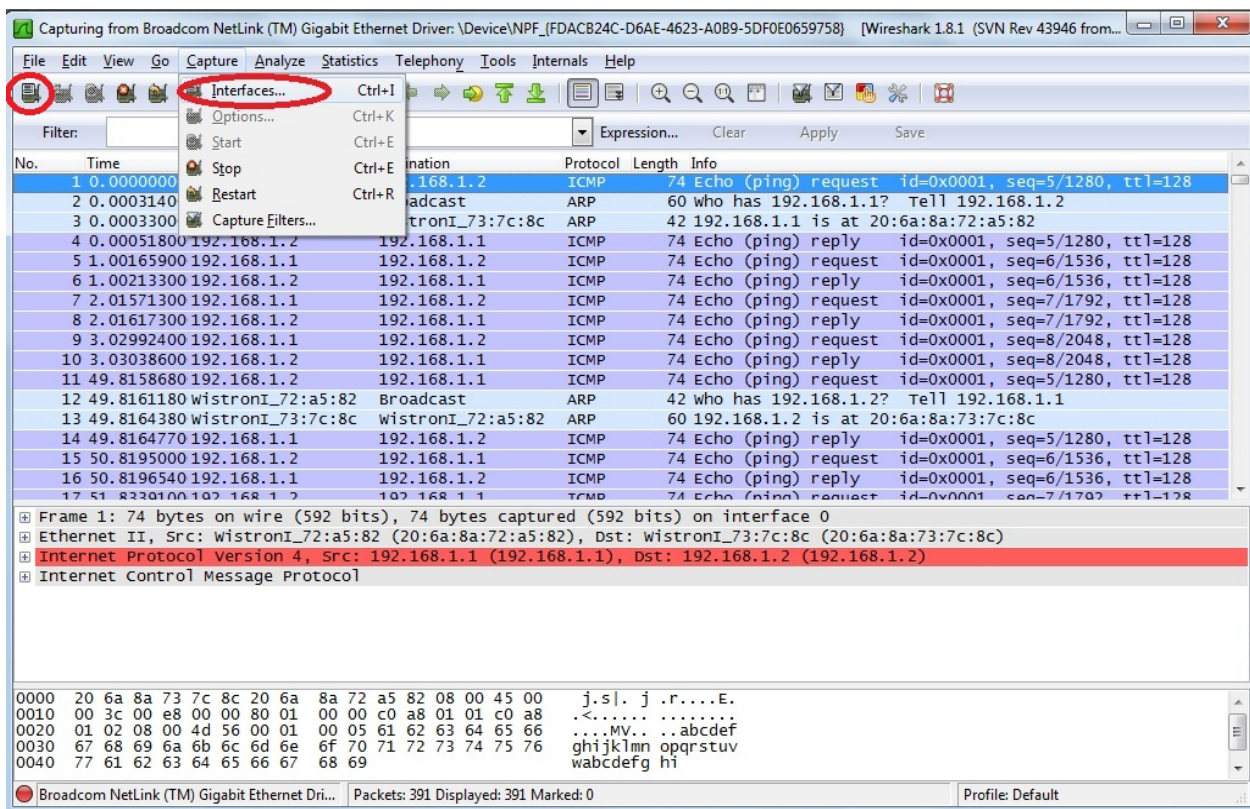 Capturing from Broadcom NetLink (TM) Gigabit Ethernet Driver: \Device\NPF_{FDACB24C-D6AE-4623-A0B9-5DF0E0659758} [Wireshark 1.8.1 (SVN Rev 43946 from...
File Edit View Go Capture Analyze Statistics Telephony Tools Internals Help
Interfaces... Ctrl+I
Options... Ctrl+K
Start Ctrl+E
Stop Ctrl+E
Restart Ctrl+R
Capture Filters...
Filter: Expression... Clear Apply Save
No. Time ination Protocol Length Info
1 0.0000000 .168.1.2 ICMP 74 Echo (ping) request id=0x0001, seq=5/1280, ttl=128
2 0.0003140 adcast ARP 60 Who has 192.168.1.1? Tell 192.168.1.2
3 0.0003300 tronI_73:7c:8c ARP 42 192.168.1.1 is at 20:6a:8a:72:a5:82
4 0.00051800 192.168.1.2 192.168.1.1 ICMP 74 Echo (ping) reply id=0x0001, seq=5/1280, ttl=128
5 1.00165900 192.168.1.1 192.168.1.2 ICMP 74 Echo (ping) request id=0x0001, seq=6/1536, ttl=128
6 1.00213300 192.168.1.2 192.168.1.1 ICMP 74 Echo (ping) reply id=0x0001, seq=6/1536, ttl=128
7 2.01571300 192.168.1.1 192.168.1.2 ICMP 74 Echo (ping) request id=0x0001, seq=7/1792, ttl=128
8 2.01617300 192.168.1.2 192.168.1.1 ICMP 74 Echo (ping) reply id=0x0001, seq=7/1792, ttl=128
9 3.02992400 192.168.1.1 192.168.1.2 ICMP 74 Echo (ping) request id=0x0001, seq=8/2048, ttl=128
10 3.03038600 192.168.1.2 192.168.1.1 ICMP 74 Echo (ping) reply id=0x0001, seq=8/2048, ttl=128
11 49.8158680 192.168.1.2 192.168.1.1 ICMP 74 Echo (ping) request id=0x0001, seq=5/1280, ttl=128
12 49.8161180 WistronI_72:a5:82 Broadcast ARP 42 Who has 192.168.1.2? Tell 192.168.1.1
13 49.8164380 WistronI_73:7c:8c WistronI_72:a5:82 ARP 60 192.168.1.2 is at 20:6a:8a:73:7c:8c
14 49.8164770 192.168.1.1 192.168.1.2 ICMP 74 Echo (ping) reply id=0x0001, seq=5/1280, ttl=128
15 50.8195000 192.168.1.2 192.168.1.1 ICMP 74 Echo (ping) request id=0x0001, seq=6/1536, ttl=128
16 50.8196540 192.168.1.1 192.168.1.2 ICMP 74 Echo (ping) reply id=0x0001, seq=6/1536, ttl=128
17 51.8339100 192.168.1.2 192.168.1.1 ICMP 74 Echo (ping) request id=0x0001, seq=7/1792, ttl=128
Frame 1: 74 bytes on wire (592 bits), 74 bytes captured (592 bits) on interface 0
Ethernet II, Src: WistronI_72:a5:82 (20:6a:8a:72:a5:82), Dst: WistronI_73:7c:8c (20:6a:8a:73:7c:8c)
Internet Protocol Version 4, Src: 192.168.1.1 (192.168.1.1), Dst: 192.168.1.2 (192.168.1.2)
Internet Control Message Protocol
0000 20 6a 8a 73 7c 8c 20 6a 8a 72 a5 82 08 00 45 00 j.s|. j .r....E.
0010 00 3c 00 e8 00 00 80 01 00 00 c0 a8 01 01 c0 a8 .<...... ........
0020 01 02 08 00 4d 56 00 01 00 05 61 62 63 64 65 66 ....MV.. ..abcdef
0030 67 68 69 6a 6b 6c 6d 6e 6f 70 71 72 73 74 75 76 ghijklmn opqrstuv
0040 77 61 62 63 64 65 66 67 68 69 wabcdefg hi
Broadcom NetLink (TM) Gigabit Ethernet Dri... Packets: 391 Displayed: 391 Marked: 0 Profile: Default